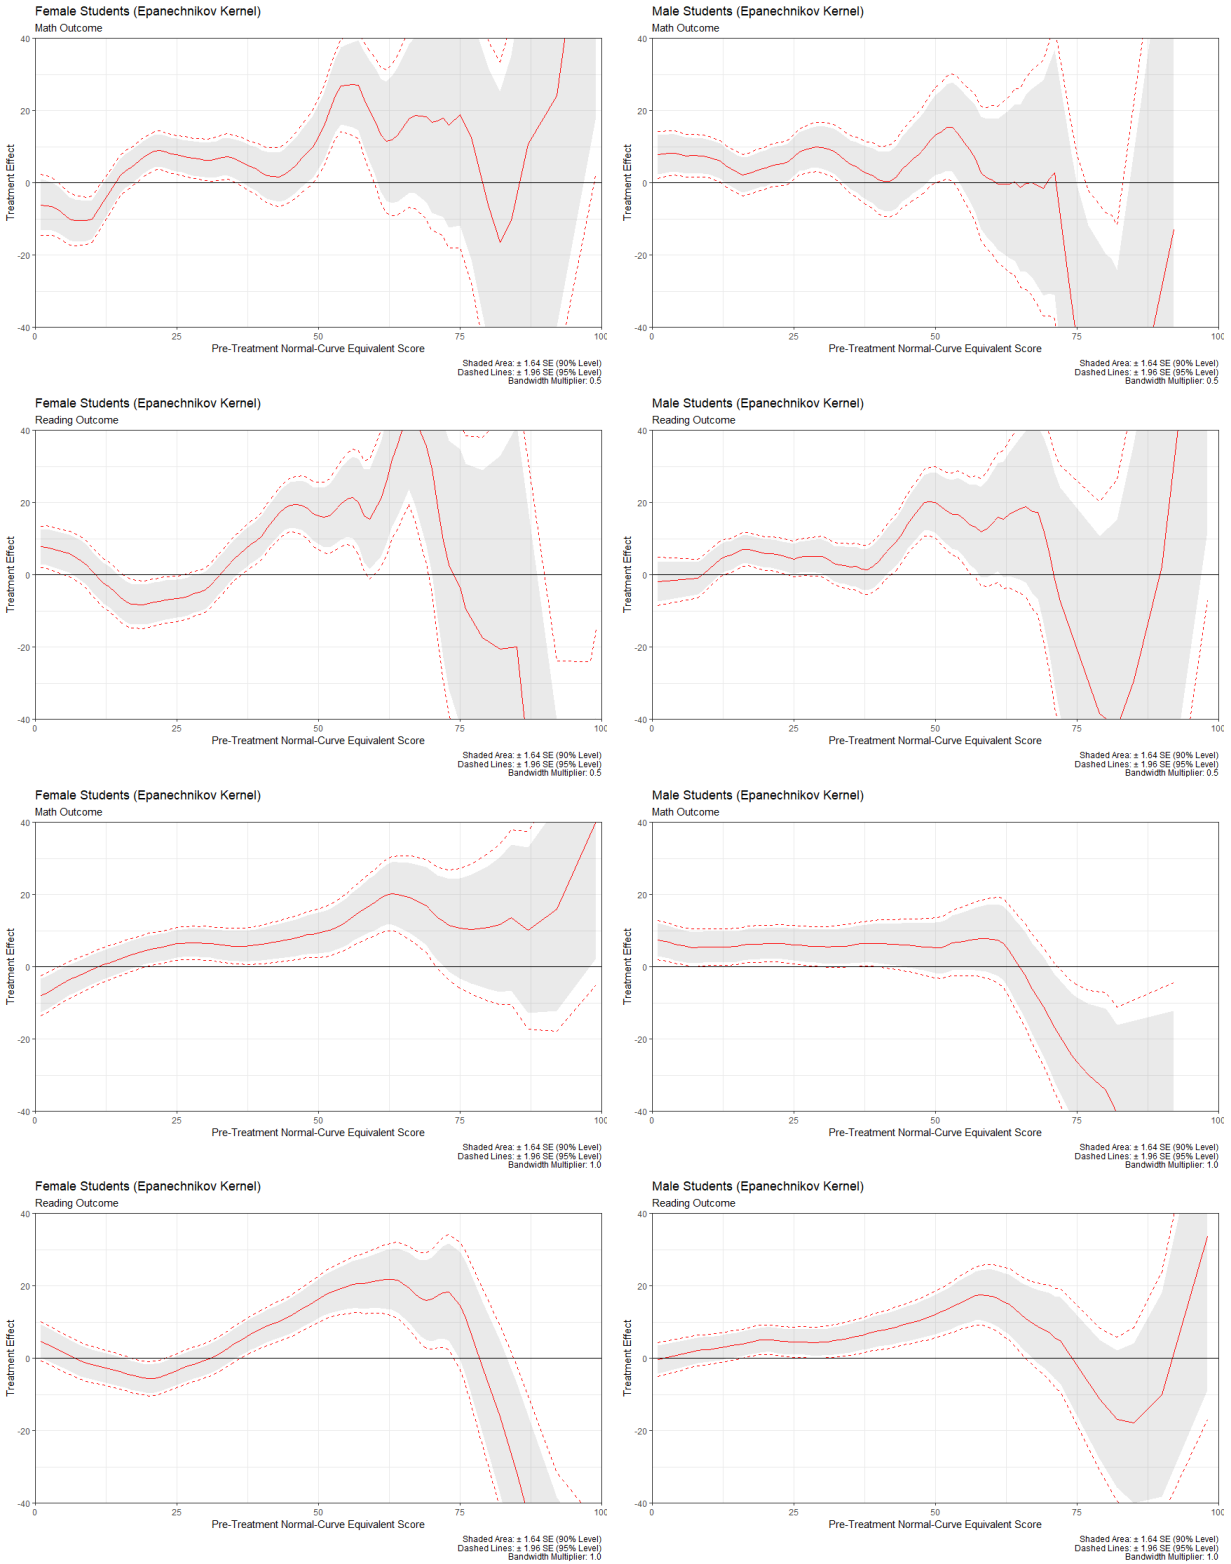 Female Students (Epanechnikov Kernel)
Math Outcome
Treatment Effect
40
20
0
-20
-40
0
25
50
75
100
Pre-Treatment Normal-Curve Equivalent Score
Shaded Area: ± 1.64 SE (90% Level)
Dashed Lines: ± 1.96 SE (95% Level)
Bandwidth Multiplier: 0.5
Male Students (Epanechnikov Kernel)
Math Outcome
Treatment Effect
40
20
0
-20
-40
0
25
50
75
100
Pre-Treatment Normal-Curve Equivalent Score
Shaded Area: ± 1.64 SE (90% Level)
Dashed Lines: ± 1.96 SE (95% Level)
Bandwidth Multiplier: 0.5
Female Students (Epanechnikov Kernel)
Reading Outcome
Treatment Effect
40
20
0
-20
-40
0
25
50
75
100
Pre-Treatment Normal-Curve Equivalent Score
Shaded Area: ± 1.64 SE (90% Level)
Dashed Lines: ± 1.96 SE (95% Level)
Bandwidth Multiplier: 0.5
Male Students (Epanechnikov Kernel)
Reading Outcome
Treatment Effect
40
20
0
-20
-40
0
25
50
75
100
Pre-Treatment Normal-Curve Equivalent Score
Shaded Area: ± 1.64 SE (90% Level)
Dashed Lines: ± 1.96 SE (95% Level)
Bandwidth Multiplier: 0.5
Female Students (Epanechnikov Kernel)
Math Outcome
Treatment Effect
40
20
0
-20
-40
0
25
50
75
100
Pre-Treatment Normal-Curve Equivalent Score
Shaded Area: ± 1.64 SE (90% Level)
Dashed Lines: ± 1.96 SE (95% Level)
Bandwidth Multiplier: 1.0
Male Students (Epanechnikov Kernel)
Math Outcome
Treatment Effect
40
20
0
-20
-40
0
25
50
75
100
Pre-Treatment Normal-Curve Equivalent Score
Shaded Area: ± 1.64 SE (90% Level)
Dashed Lines: ± 1.96 SE (95% Level)
Bandwidth Multiplier: 1.0
Female Students (Epanechnikov Kernel)
Reading Outcome
Treatment Effect
40
20
0
-20
-40
0
25
50
75
100
Pre-Treatment Normal-Curve Equivalent Score
Shaded Area: ± 1.64 SE (90% Level)
Dashed Lines: ± 1.96 SE (95% Level)
Bandwidth Multiplier: 1.0
Male Students (Epanechnikov Kernel)
Reading Outcome
Treatment Effect
40
20
0
-20
-40
0
25
50
75
100
Pre-Treatment Normal-Curve Equivalent Score
Shaded Area: ± 1.64 SE (90% Level)
Dashed Lines: ± 1.96 SE (95% Level)
Bandwidth Multiplier: 1.0